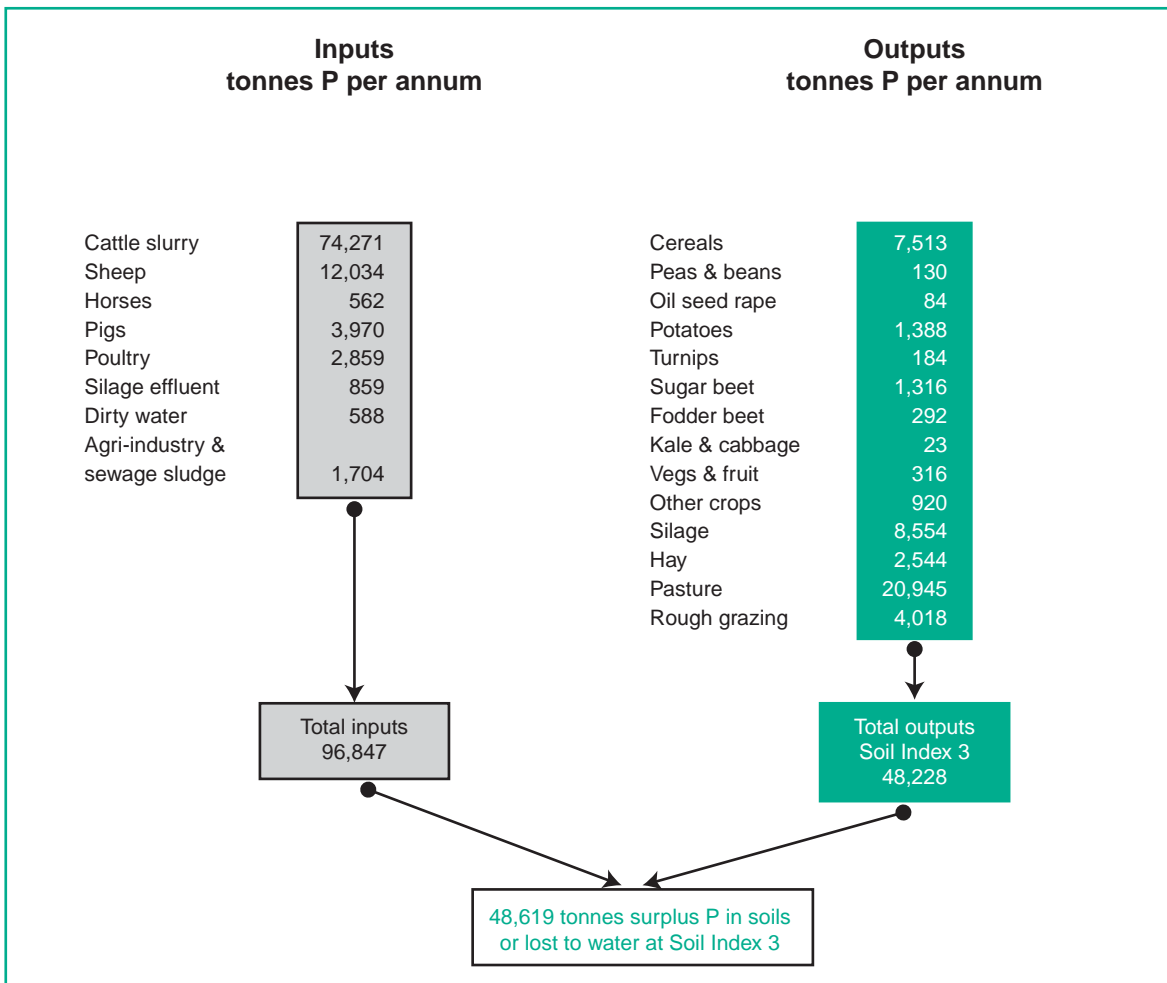 Inputs
tonnes P per annum
Cattle slurry 74,271
Sheep 12,034
Horses 562
Pigs 3,970
Poultry 2,859
Silage effluent 859
Dirty water 588
Agri-industry &
sewage sludge 1,704
Total inputs
96,847
Outputs
tonnes P per annum
Cereals 7,513
Peas & beans 130
Oil seed rape 84
Potatoes 1,388
Turnips 184
Sugar beet 1,316
Fodder beet 292
Kale & cabbage 23
Vegs & fruit 316
Other crops 920
Silage 8,554
Hay 2,544
Pasture 20,945
Rough grazing 4,018
Total outputs
Soil Index 3
48,228
48,619 tonnes surplus P in soils
or lost to water at Soil Index 3